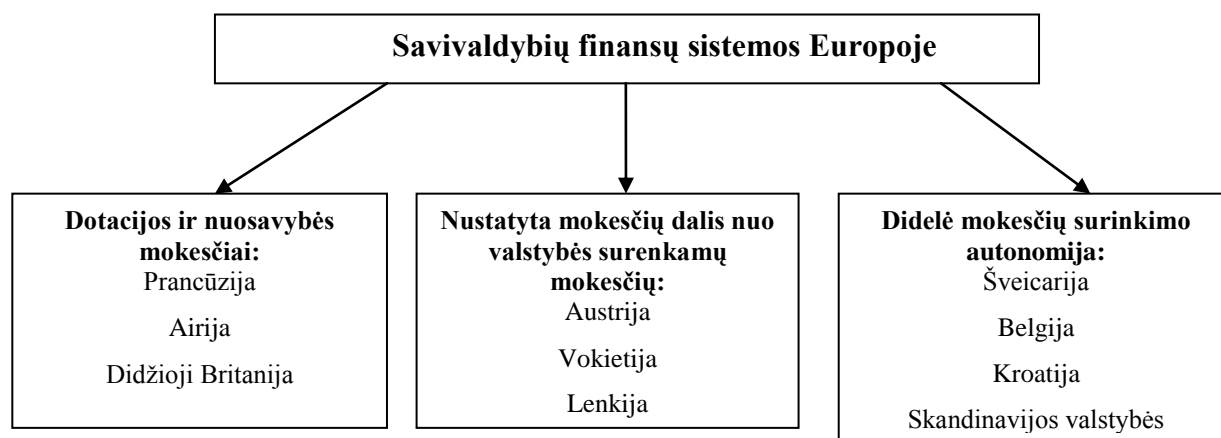 Savivaldybių finansų sistemos Europoje
Dotacijos ir nuosavybės
mokesčiai:
Prancūzija
Airija
Didžioji Britanija
Nustatyta mokesčių dalis nuo
valstybės surenkamų
mokesčių:
Austrija
Vokietija
Lenkija
Didelė mokesčių surinkimo
autonomija:
Šveicarija
Belgija
Kroatija
Skandinavijos valstybės